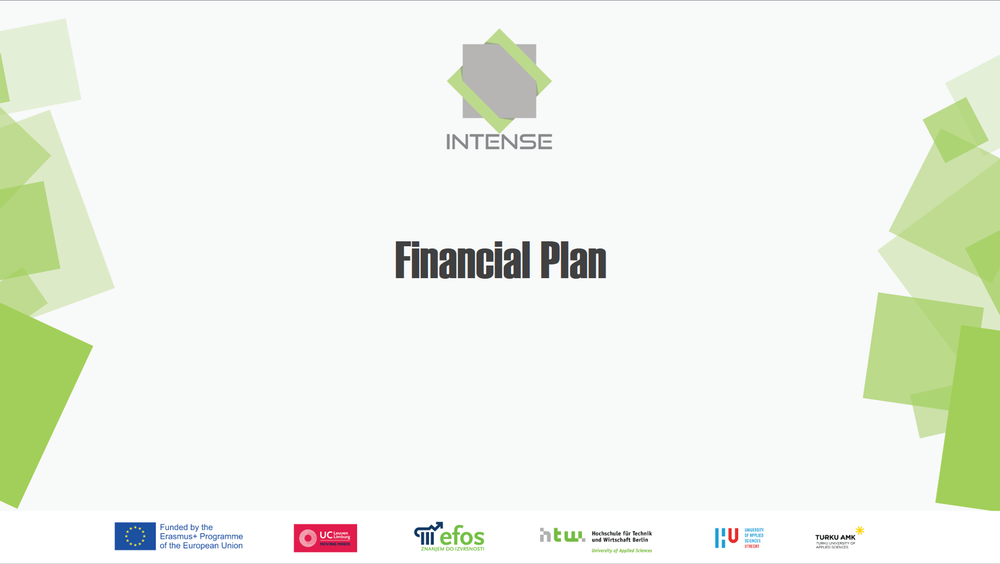 INTENSE
Financial Plan
Funded by the
Erasmus+ Programme
of the European Union
UC Leuven
Limburg
MOVING MINDS
efos
ZNANJEM DO IZVRSNOSTI
htw.
Hochschule für Technik
und Wirtschaft Berlin
University of Applied Sciences
HU
UNIVERSITY
OF APPLIED
SCIENCES
UTRECHT
TURKU AMK
TURKU UNIVERSITY OF
APPLIED SCIENCES